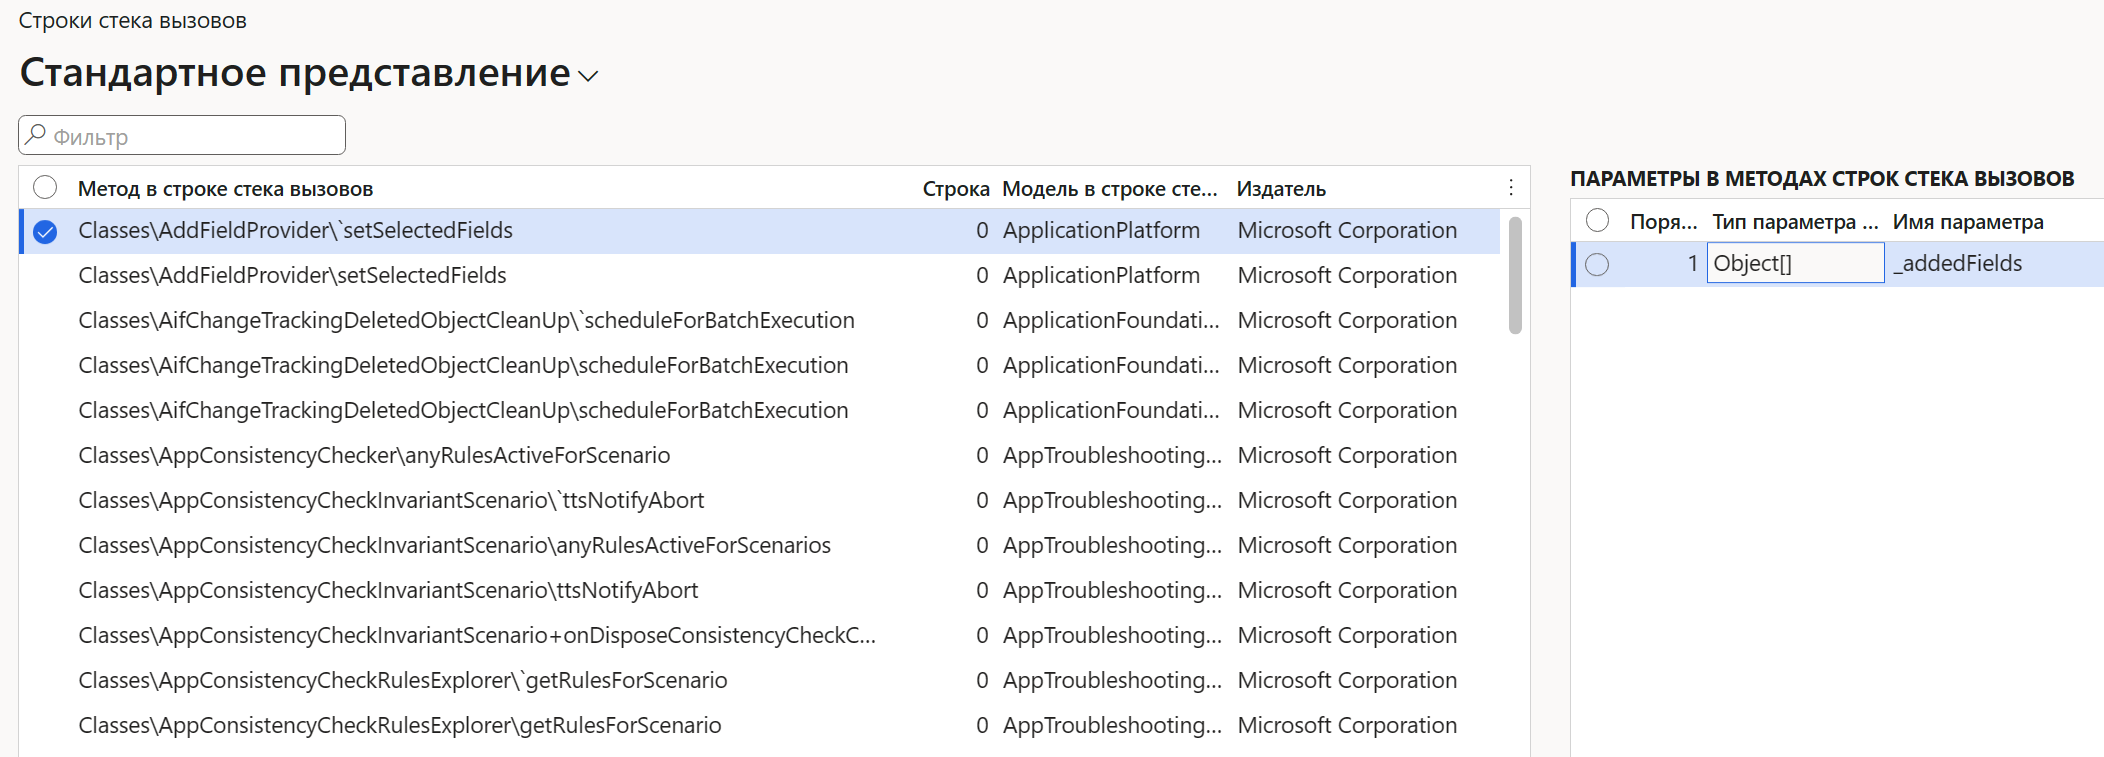 Строки стека вызовов
Стандартное представление
Фильтр
Метод в строке стека вызовов Строка Модель в строке сте... Издатель
Classes\AddFieldProvider\`setSelectedFields 0 ApplicationPlatform Microsoft Corporation
Classes\AddFieldProvider\setSelectedFields 0 ApplicationPlatform Microsoft Corporation
Classes\AifChangeTrackingDeletedObjectCleanUp\`scheduleForBatchExecution 0 ApplicationFoundati... Microsoft Corporation
Classes\AifChangeTrackingDeletedObjectCleanUp\scheduleForBatchExecution 0 ApplicationFoundati... Microsoft Corporation
Classes\AifChangeTrackingDeletedObjectCleanUp\scheduleForBatchExecution 0 ApplicationFoundati... Microsoft Corporation
Classes\AppConsistencyChecker\anyRulesActiveForScenario 0 AppTroubleshooting... Microsoft Corporation
Classes\AppConsistencyCheckInvariantScenario\`ttsNotifyAbort 0 AppTroubleshooting... Microsoft Corporation
Classes\AppConsistencyCheckInvariantScenario\anyRulesActiveForScenarios 0 AppTroubleshooting... Microsoft Corporation
Classes\AppConsistencyCheckInvariantScenario\ttsNotifyAbort 0 AppTroubleshooting... Microsoft Corporation
Classes\AppConsistencyCheckInvariantScenario+onDisposeConsistencyCheckC... 0 AppTroubleshooting... Microsoft Corporation
Classes\AppConsistencyCheckRulesExplorer\`getRulesForScenario 0 AppTroubleshooting... Microsoft Corporation
Classes\AppConsistencyCheckRulesExplorer\getRulesForScenario 0 AppTroubleshooting... Microsoft Corporation
ПАРАМЕТРЫ В МЕТОДАХ СТРОК СТЕКА ВЫЗОВОВ
Поря... Тип параметра ... Имя параметра
1 Object[] _addedFields